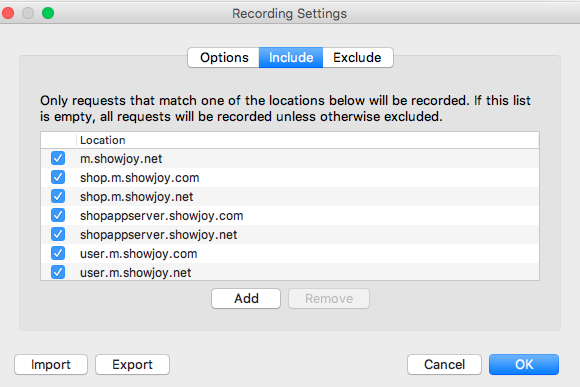 Recording Settings
Options Include Exclude
Only requests that match one of the locations below will be recorded. If this list
is empty, all requests will be recorded unless otherwise excluded.
Location
m.showjoy.net
shop.m.showjoy.com
shop.m.showjoy.net
shopappserver.showjoy.com
shopappserver.showjoy.net
user.m.showjoy.com
user.m.showjoy.net
Add Remove
Import Export Cancel OK